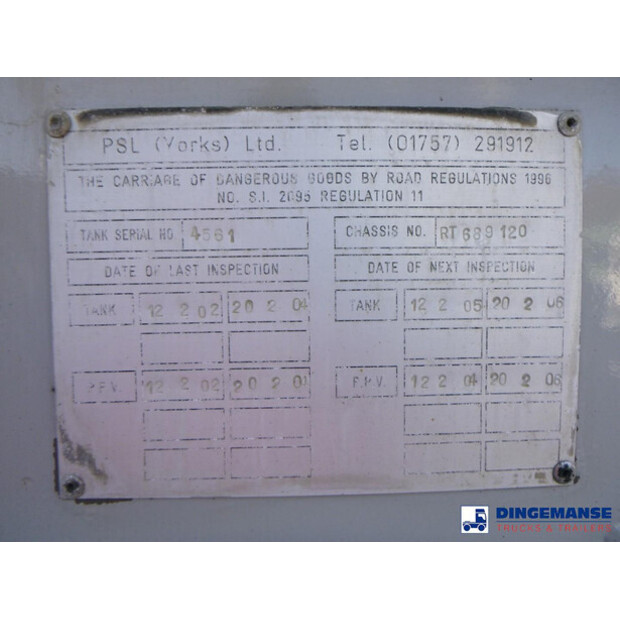 PSL (Yorks) Ltd. Tel. (01757) 291912
THE CARRIAGE OF DANGEROUS GOODS BY ROAD REGULATIONS 1996
NO. S.I. 2095 REGULATION 11
TANK SERIAL NO. 4561 CHASSIS NO. RT 669 120
DATE OF LAST INSPECTION DATE OF NEXT INSPECTION
TANK 12 2 02 20 2 04 TANK 12 2 05 20 2 06
12 2 02 20 2 12 2 04 20 2 06
DINGEMANSE
TRUCKS & TRAILERS